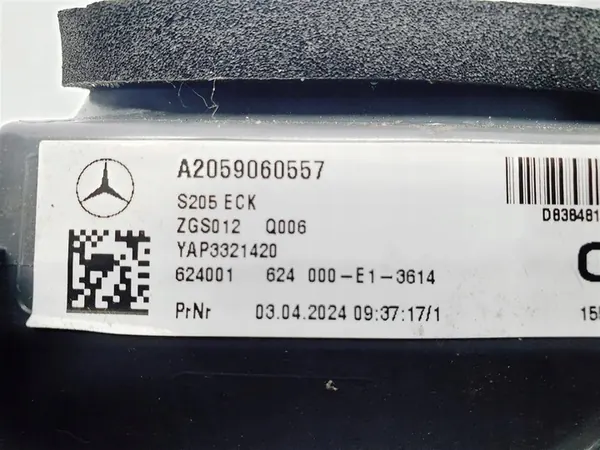 A2059060557
S205 ECK
ZGS012 Q006
YAP3321420
624001 624 000-E1-3614
PrNr 03.04.2024 09:37:17/1
D838481